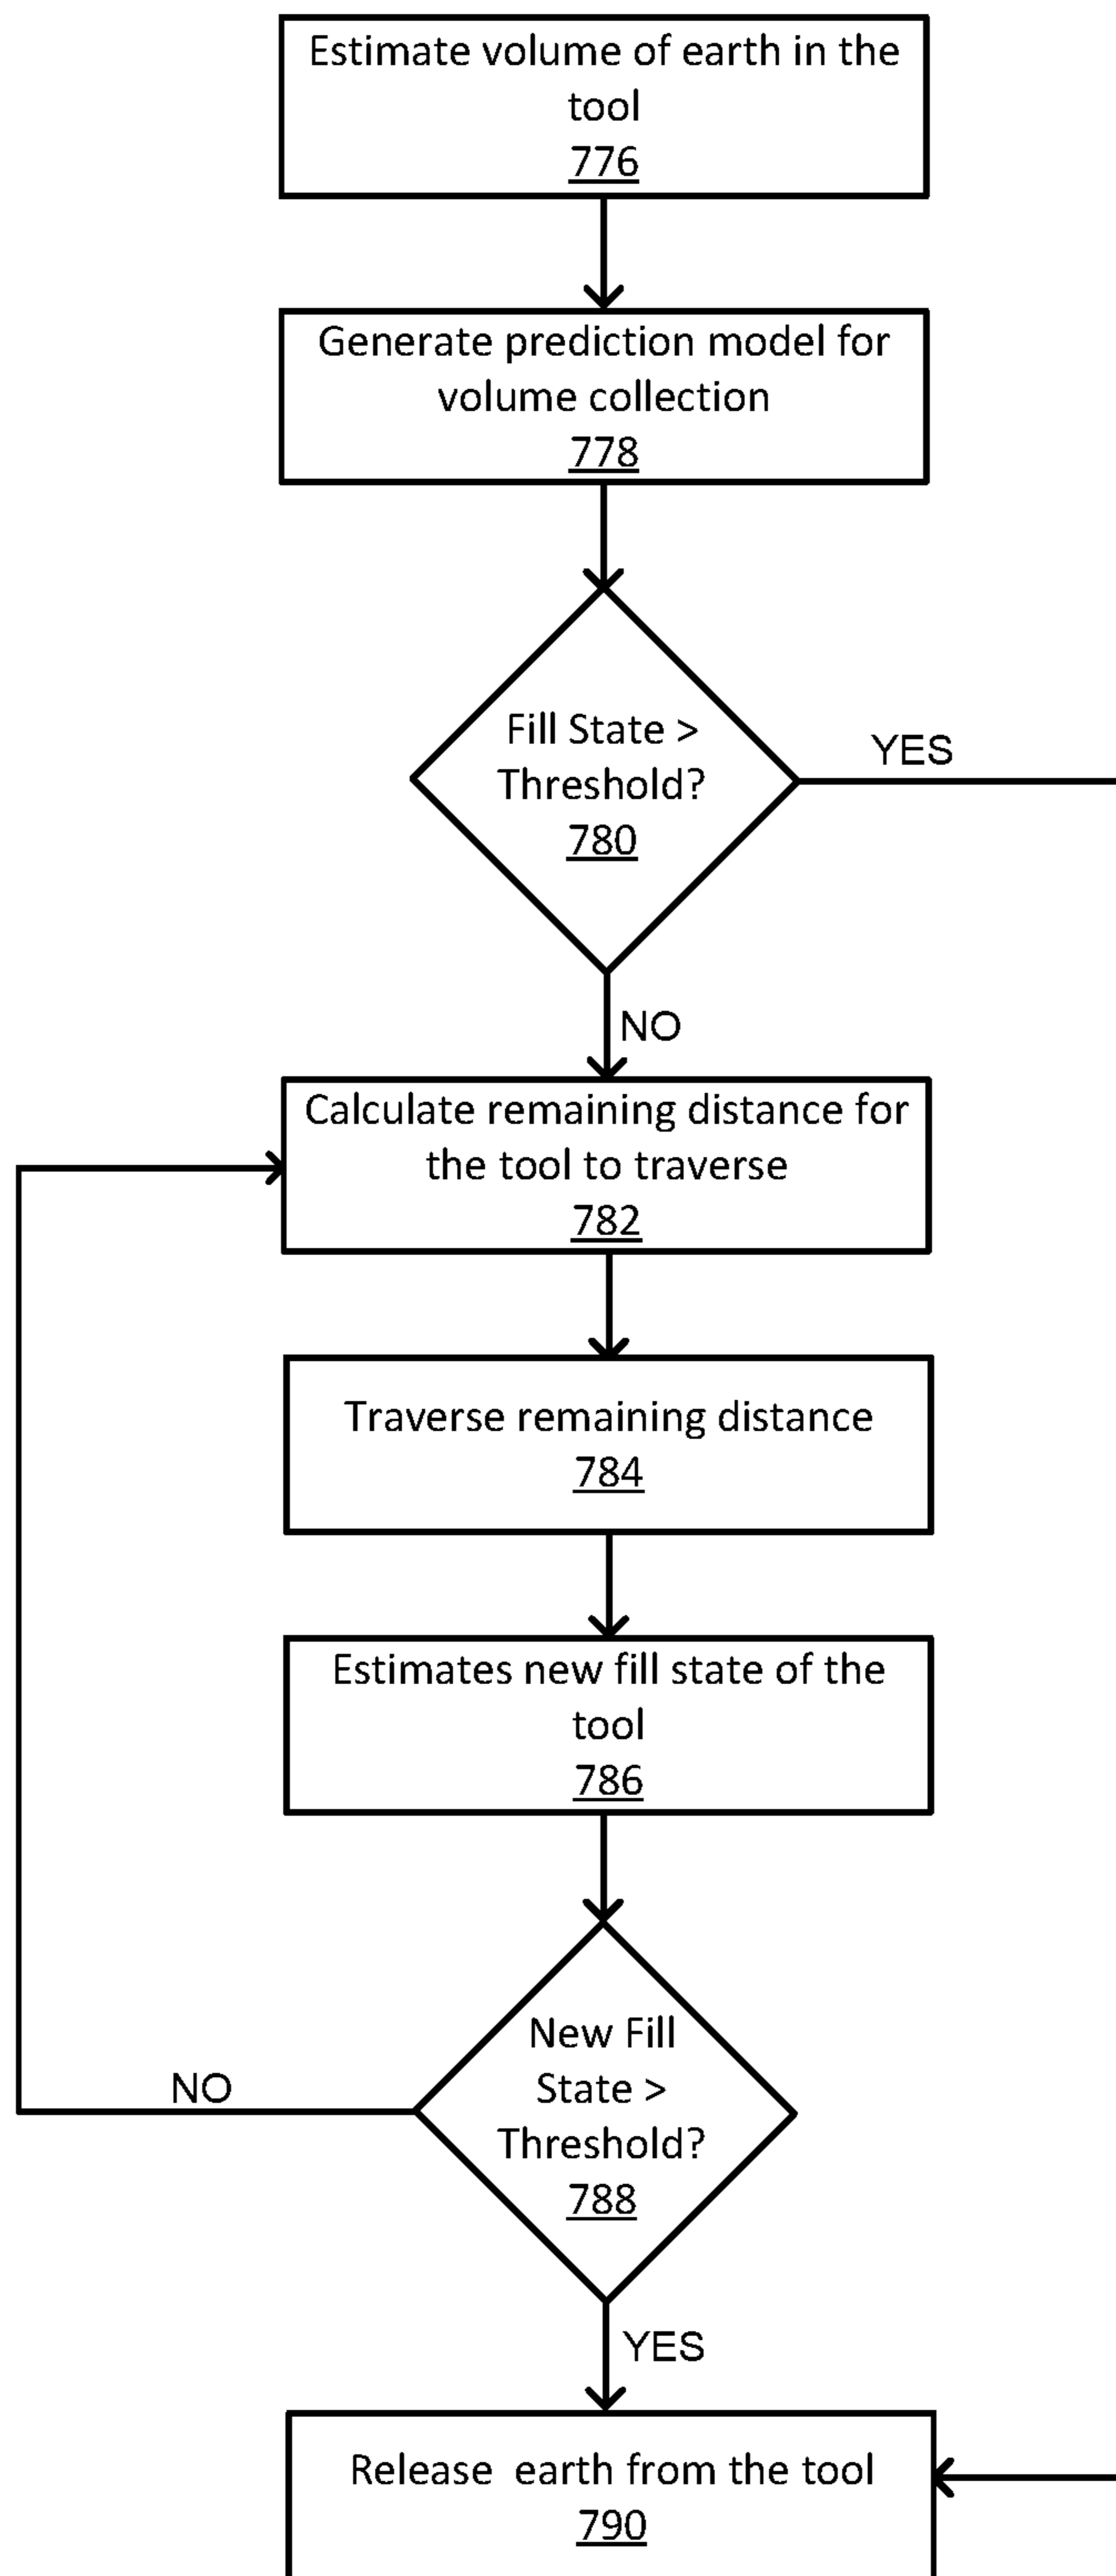 Estimate volume of earth in the
tool
776
Generate prediction model for
volume collection
778
Fill State >
Threshold?
780
YES
NO
Calculate remaining distance for
the tool to traverse
782
Traverse remaining distance
784
Estimates new fill state of the
tool
786
New Fill
State >
Threshold?
788
NO
YES
Release earth from the tool
790